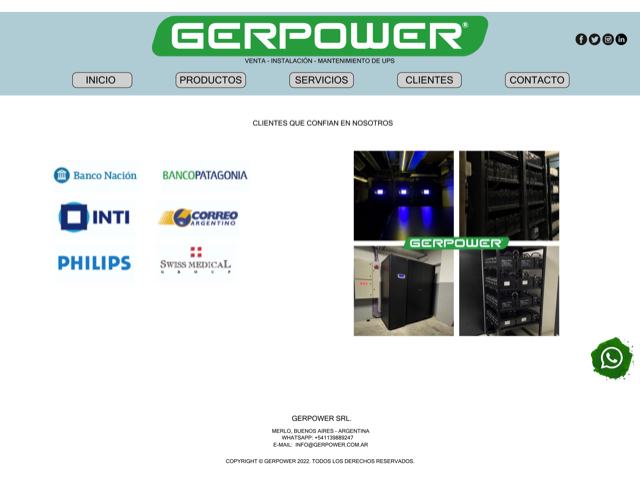 GERPOWER®
VENTA - INSTALACIÓN - MANTENIMIENTO DE UPS
INICIO
PRODUCTOS
SERVICIOS
CLIENTES
CONTACTO
CLIENTES QUE CONFIAN EN NOSOTROS
Banco Nación
BANCOPATAGONIA
INTI
CORREO
ARGENTINO
PHILIPS
SWISS MEDICAL
GROUP
GERPOWER
GERPOWER SRL.
MERLO, BUENOS AIRES - ARGENTINA
WHATSAPP: +541139889247
E-MAIL: INFO@GERPOWER.COM.AR
COPYRIGHT © GERPOWER 2022. TODOS LOS DERECHOS RESERVADOS.